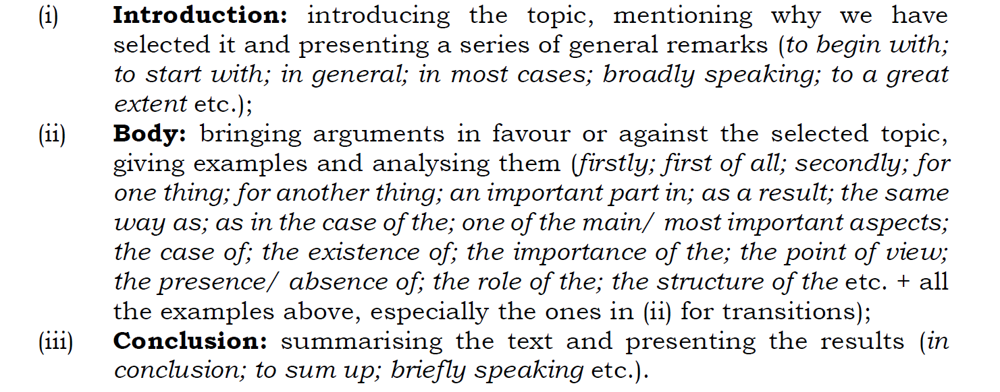 (i) Introduction: introducing the topic, mentioning why we have
selected it and presenting a series of general remarks (to begin with;
to start with; in general; in most cases; broadly speaking; to a great
extent etc.);
(ii) Body: bringing arguments in favour or against the selected topic,
giving examples and analysing them (firstly; first of all; secondly; for
one thing; for another thing; an important part in; as a result; the same
way as; as in the case of the; one of the main/ most important aspects;
the case of; the existence of; the importance of the; the point of view;
the presence/ absence of; the role of the; the structure of the etc. + all
the examples above, especially the ones in (ii) for transitions);
(iii) Conclusion: summarising the text and presenting the results (in
conclusion; to sum up; briefly speaking etc.).